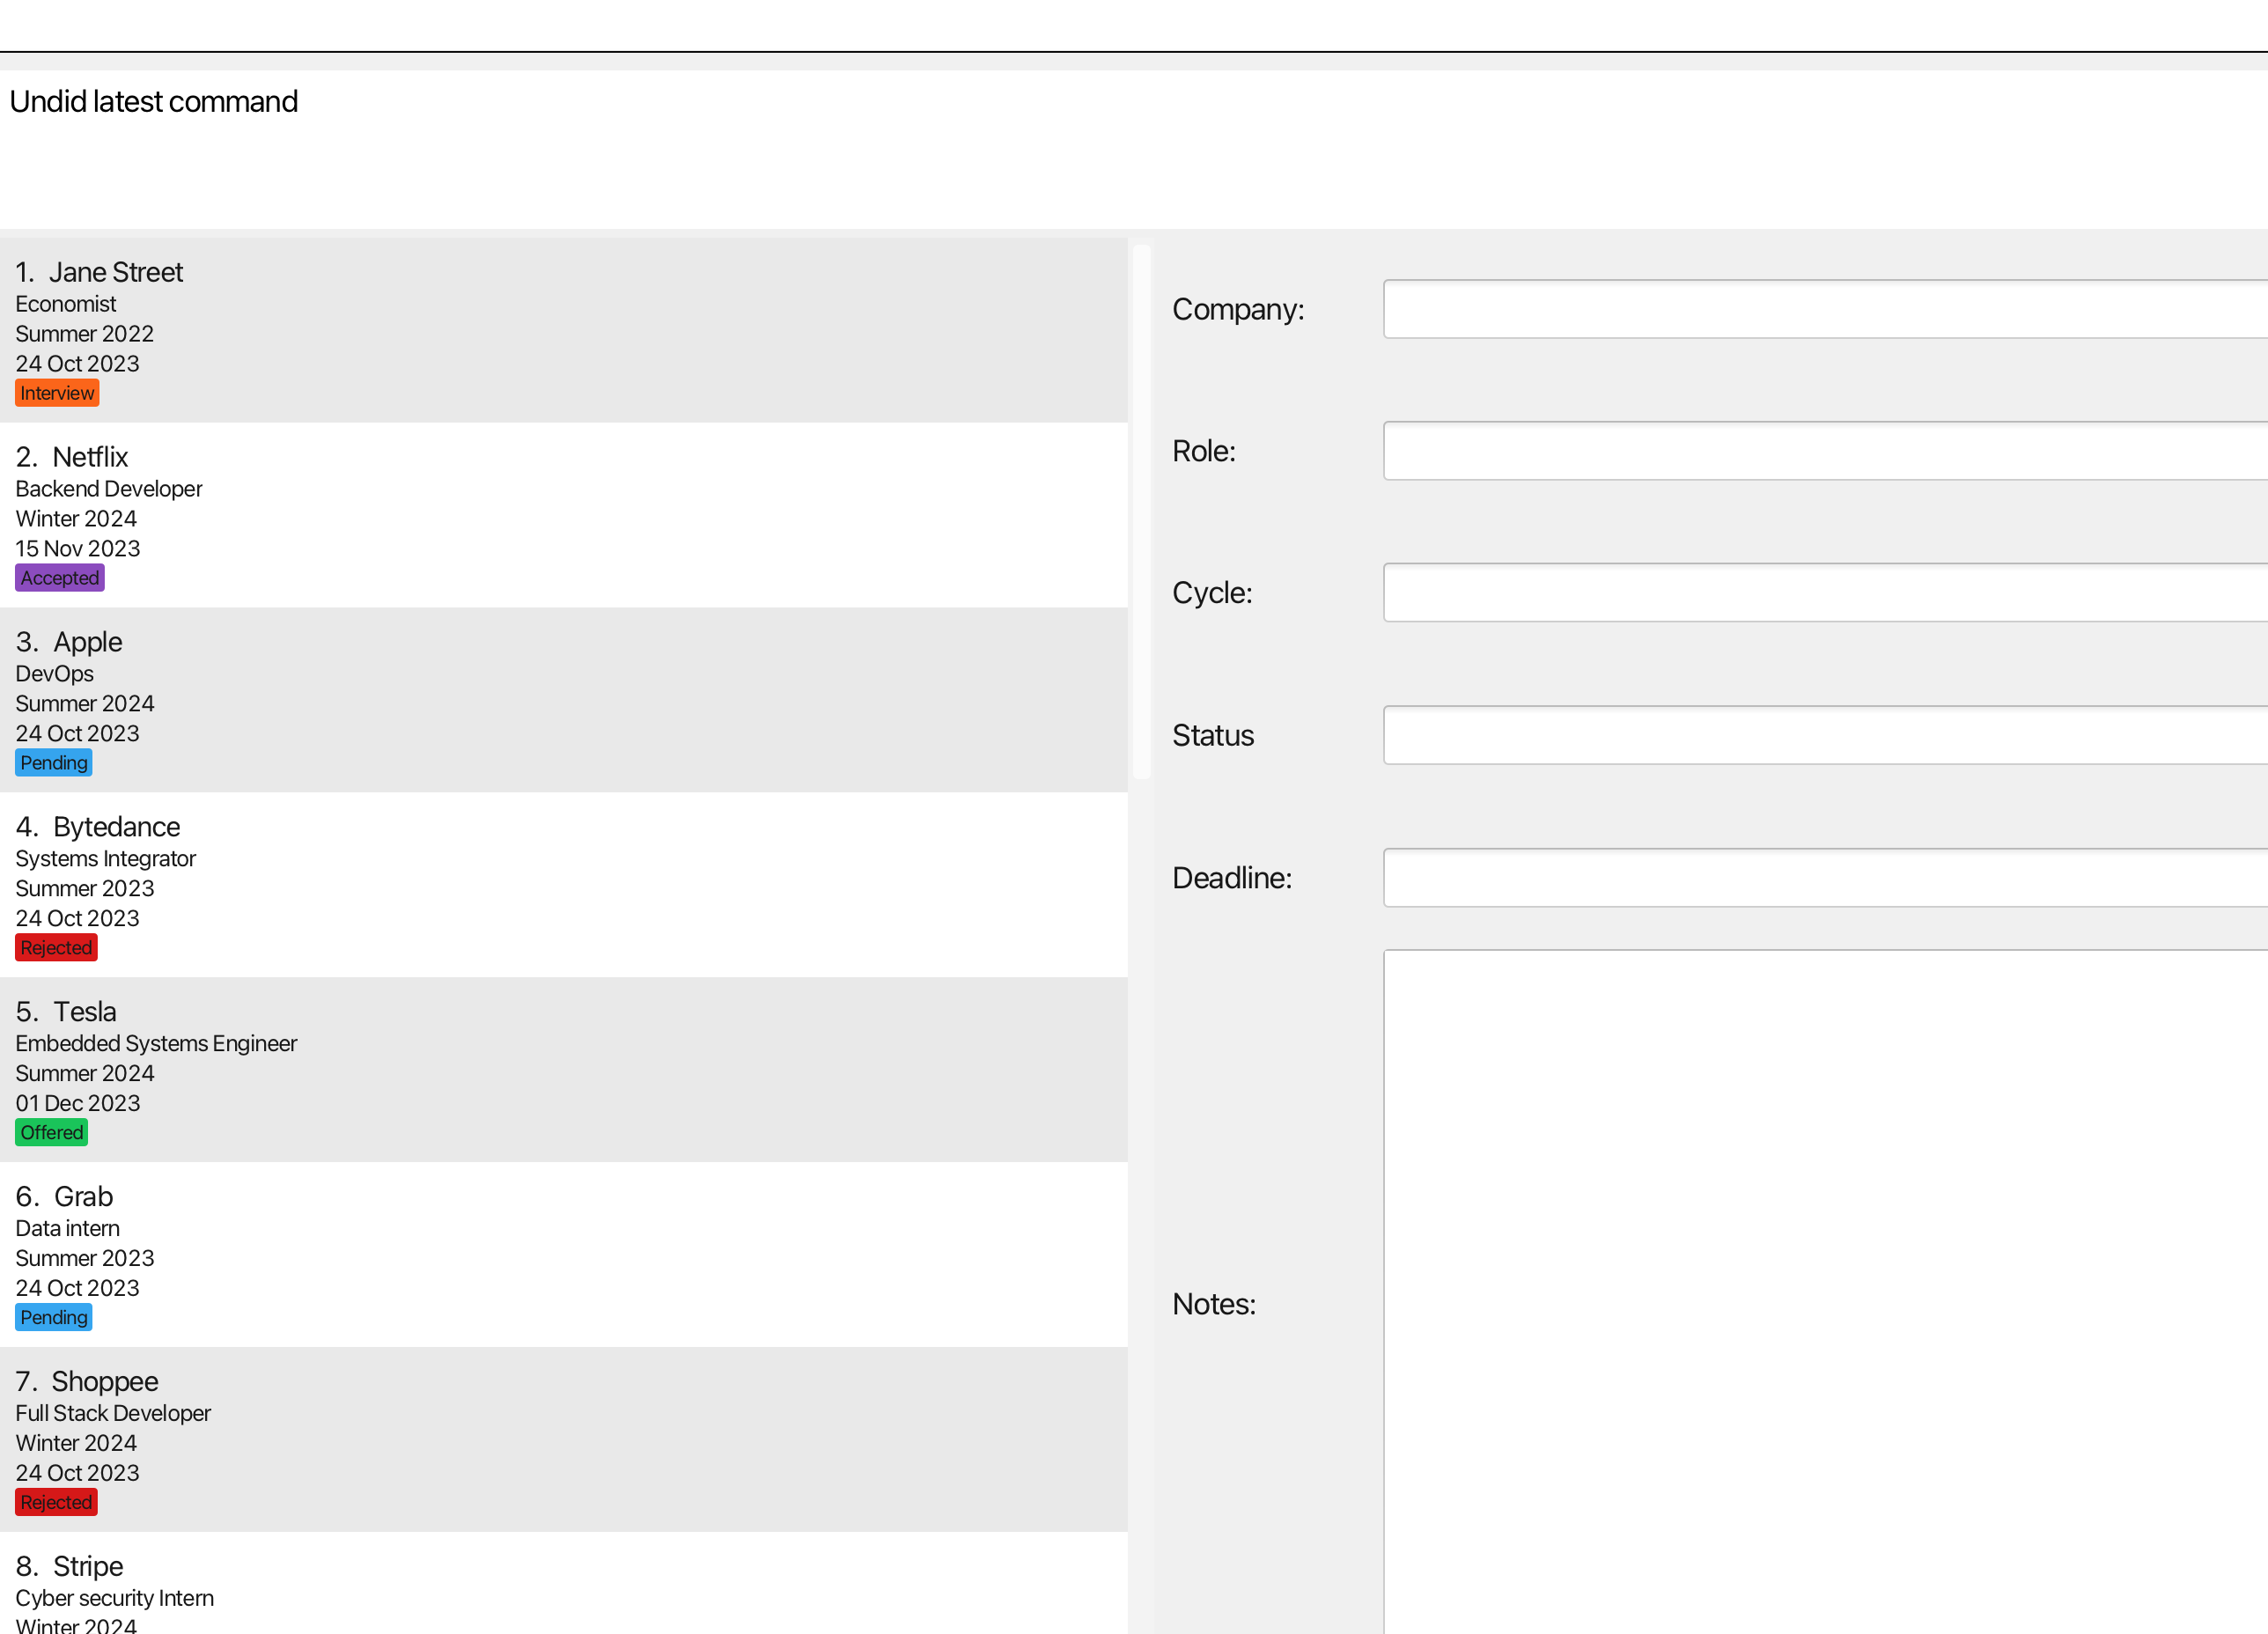 Undid latest command
1. Jane Street
Economist
Summer 2022
24 Oct 2023
Interview
2. Netflix
Backend Developer
Winter 2024
15 Nov 2023
Accepted
3. Apple
DevOps
Summer 2024
24 Oct 2023
Pending
4. Bytedance
Systems Integrator
Summer 2023
24 Oct 2023
Rejected
5. Tesla
Embedded Systems Engineer
Summer 2024
01 Dec 2023
Offered
6. Grab
Data intern
Summer 2023
24 Oct 2023
Pending
7. Shoppee
Full Stack Developer
Winter 2024
24 Oct 2023
Rejected
8. Stripe
Cyber security Intern
Winter 2024
Company:
Role:
Cycle:
Status
Deadline:
Notes: